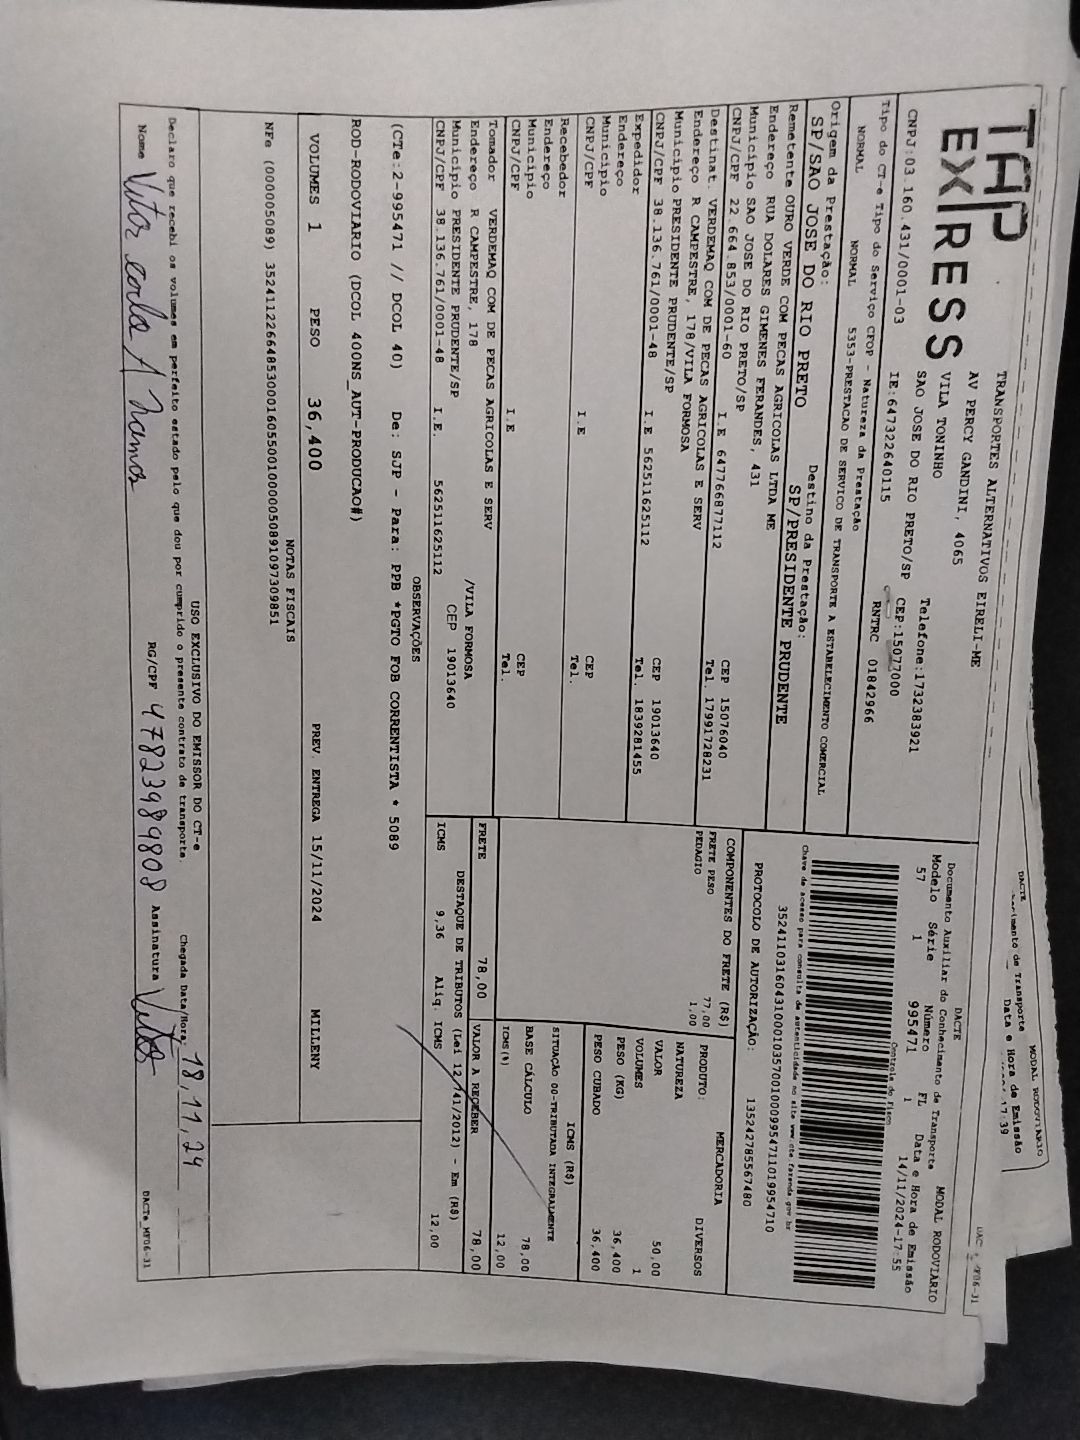 TAP
EXPRESS
TRANSPORTES ALTERNATIVOS EIRELI-ME
AV PERCY GANDINI, 4065
VILA TONINHO
SAO JOSE DO RIO PRETO/SP
Telefone:1732383921
CEP:15077000
CNPJ:03.160.431/0001-03
IE:647322640115
RNTRC 01842966
Tipo do CT-e Tipo do Serviço CFOP - Natureza da Prestação
NORMAL NORMAL 5353-PRESTACAO DE SERVICO DE TRANSPORTE A ESTABELECIMENTO COMERCIAL
Origem da Prestação: Destino da Prestação:
SP/SAO JOSE DO RIO PRETO SP/PRESIDENTE PRUDENTE
Remetente OURO VERDE COM PECAS AGRICOLAS LTDA ME
Endereço RUA DOLARES GIMENES FERANDES, 431
Município SAO JOSE DO RIO PRETO/SP CEP 15076040
CNPJ/CPF 22.664.853/0001-60 I.E 647766877112 Tel. 17991728231
Destinat. VERDEMAQ COM DE PECAS AGRICOLAS E SERV
Endereço R CAMPESTRE, 178/VILA FORMOSA
Município PRESIDENTE PRUDENTE/SP CEP 19013640
CNPJ/CPF 38.136.761/0001-48 I.E 562511625112 Tel. 1839281455
Expedidor
Endereço
Município CEP
CNPJ/CPF I.E Tel.
Recebedor
Endereço
Município CEP
CNPJ/CPF I.E Tel.
Tomador VERDEMAQ COM DE PECAS AGRICOLAS E SERV
Endereço R CAMPESTRE, 178 /VILA FORMOSA
Município PRESIDENTE PRUDENTE/SP CEP 19013640
CNPJ/CPF 38.136.761/0001-48 I.E. 562511625112
DACTE MODAL RODOVIÁRIO
Documento Auxiliar do Conhecimento de Transporte
Modelo Série Número FL Data e Hora de Emissão
57 1 995471 1 14/11/2024-17:55
Controle do Fisco
Chave de acesso para consulta de autenticidade no site www.cte.fazenda.gov.br
35241103160431000103570010009954711019954710
PROTOCOLO DE AUTORIZAÇÃO: 135242785567480
COMPONENTES DO FRETE (R$)
FRETE PESO 77,00
PEDAGIO 1,00
PRODUTO: MERCADORIA
NATUREZA DIVERSOS
VALOR 50,00
VOLUMES 1
PESO (KG) 36,400
PESO CUBADO 36,400
ICMS (R$)
SITUAÇÃO 00-TRIBUTADA INTEGRALMENTE
BASE CÁLCULO 78,00
ICMS(%) 12,00
FRETE 78,00 VALOR A RECEBER 78,00
DESTAQUE DE TRIBUTOS (Lei 12.741/2012) - Em (R$)
ICMS 9,36 Aliq. ICMS 12,00
OBSERVAÇÕES
(CTe:2-995471 // DCOL 40) De: SJP - Para: PPB *PGTO FOB CORRENTISTA * 5089
ROD-RODOVIARIO (DCOL 400NS_AUT-PRODUCAO#)
VOLUMES 1 PESO 36,400 PREV. ENTREGA 15/11/2024 MILLENY
NOTAS FISCAIS
NFe (000005089) 35241122664853000160550010000050891097309851
USO EXCLUSIVO DO EMISSOR DO CT-e
Declaro que recebi os volumes em perfeito estado pelo que dou por cumprido o presente contrato de transporte. Chegada Data/Hora 18,11,24
Nome Vitor RG/CPF 47823989808 Assinatura
DACTe_MF06-31
DACTE
MODAL RODOVIÁRIO
de Transporte
Data e Hora de Emissão
17:39